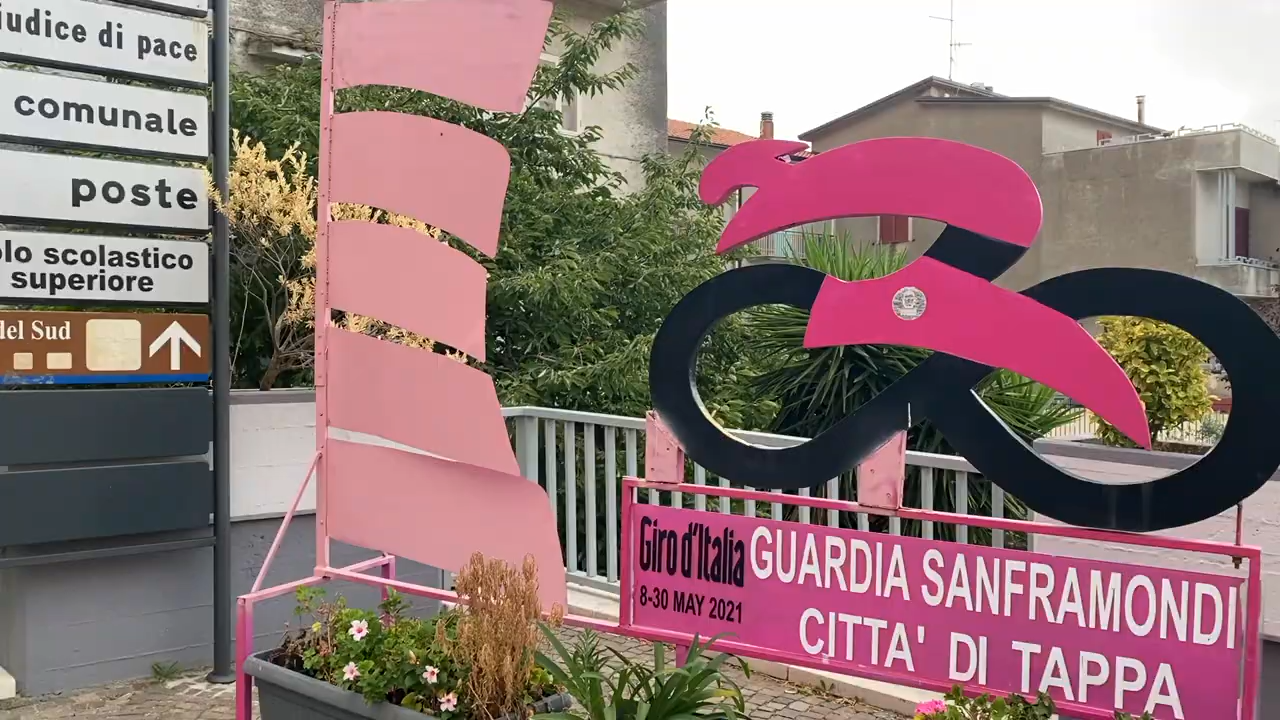 iudice di pace
comunale
poste
olo scolastico
superiore
del Sud
Giro d'Italia
8-30 MAY 2021
GUARDIA SANFRAMONDI
CITTA' DI TAPPA